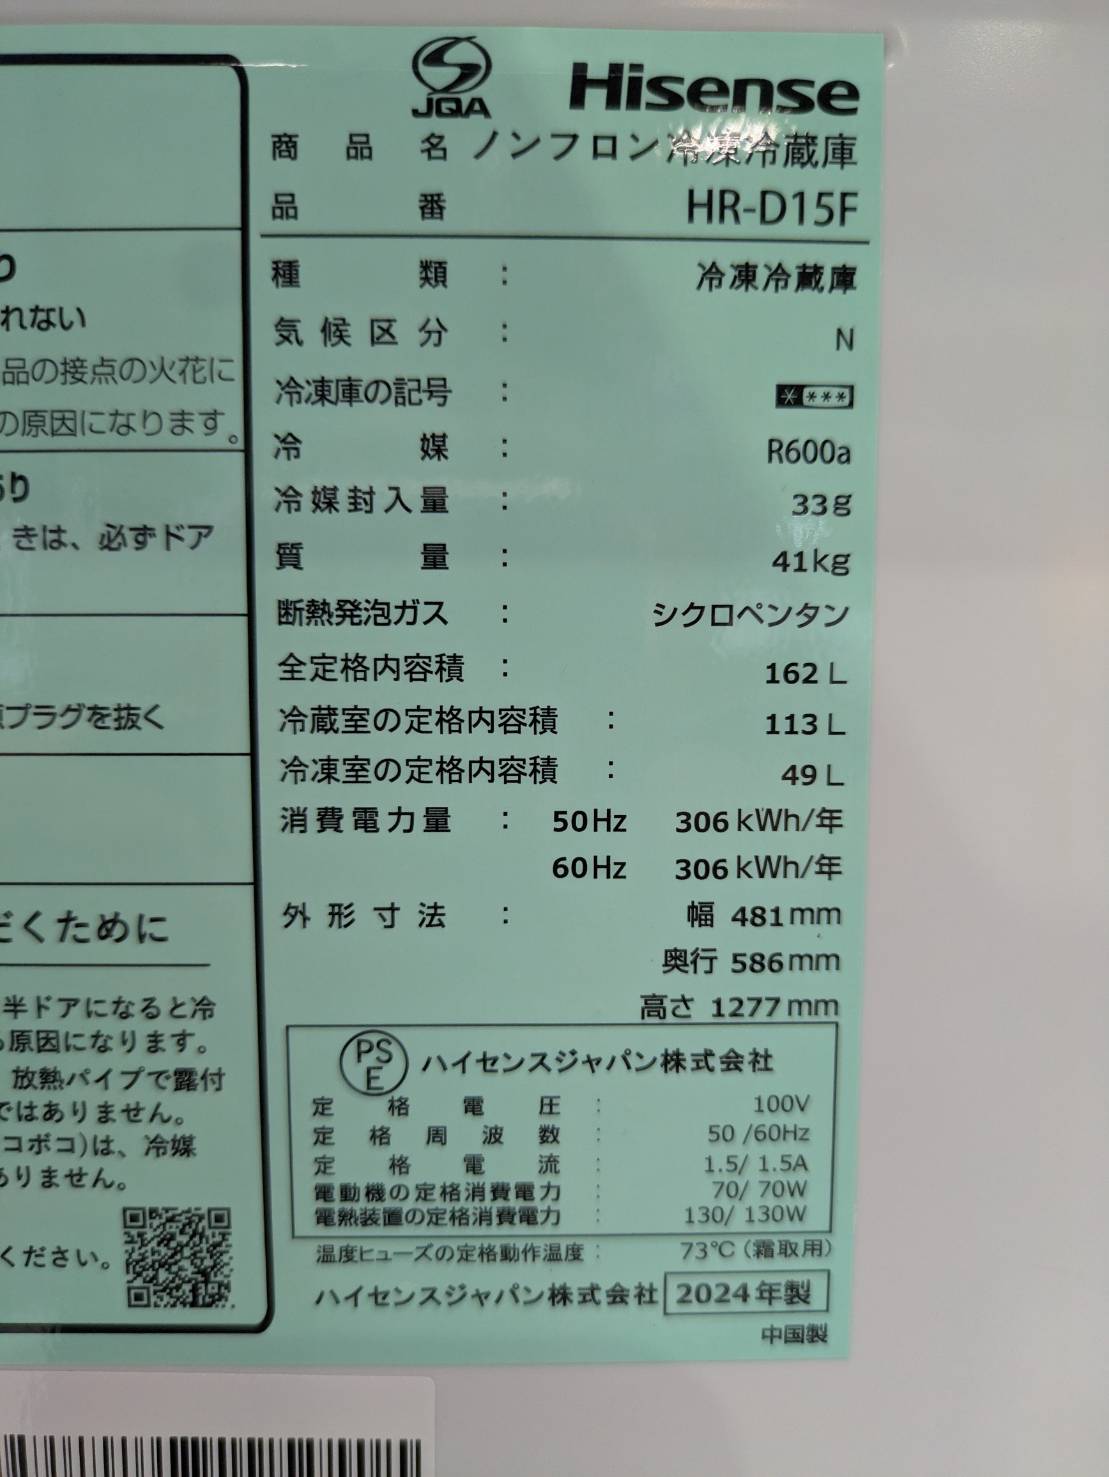 JQA
Hisense
商品名 ノンフロン冷凍冷蔵庫
品番 HR-D15F
種類 : 冷凍冷蔵庫
気候区分 : N
冷凍庫の記号 : ****
冷媒 : R600a
冷媒封入量 : 33g
質量 : 41kg
断熱発泡ガス : シクロペンタン
全定格内容積 : 162 L
冷蔵室の定格内容積 : 113 L
冷凍室の定格内容積 : 49 L
消費電力量 : 50Hz 306 kWh/年
60Hz 306 kWh/年
外形寸法 : 幅 481mm
奥行 586mm
高さ 1277mm
PSE ハイセンスジャパン株式会社
定格電圧 : 100V
定格周波数 : 50 /60Hz
定格電流 : 1.5/ 1.5A
電動機の定格消費電力 : 70/ 70W
電熱装置の定格消費電力 : 130/ 130W
温度ヒューズの定格動作温度 : 73℃(霜取用)
ハイセンスジャパン株式会社 2024年製
中国製
れない
品の接点の火花に
の原因になります。
り
きは、必ずドア
プラグを抜く
だくために
半ドアになると冷
原因になります。
放熱パイプで露付
ではありません。
コボコ)は、冷媒
ありません。
ください。